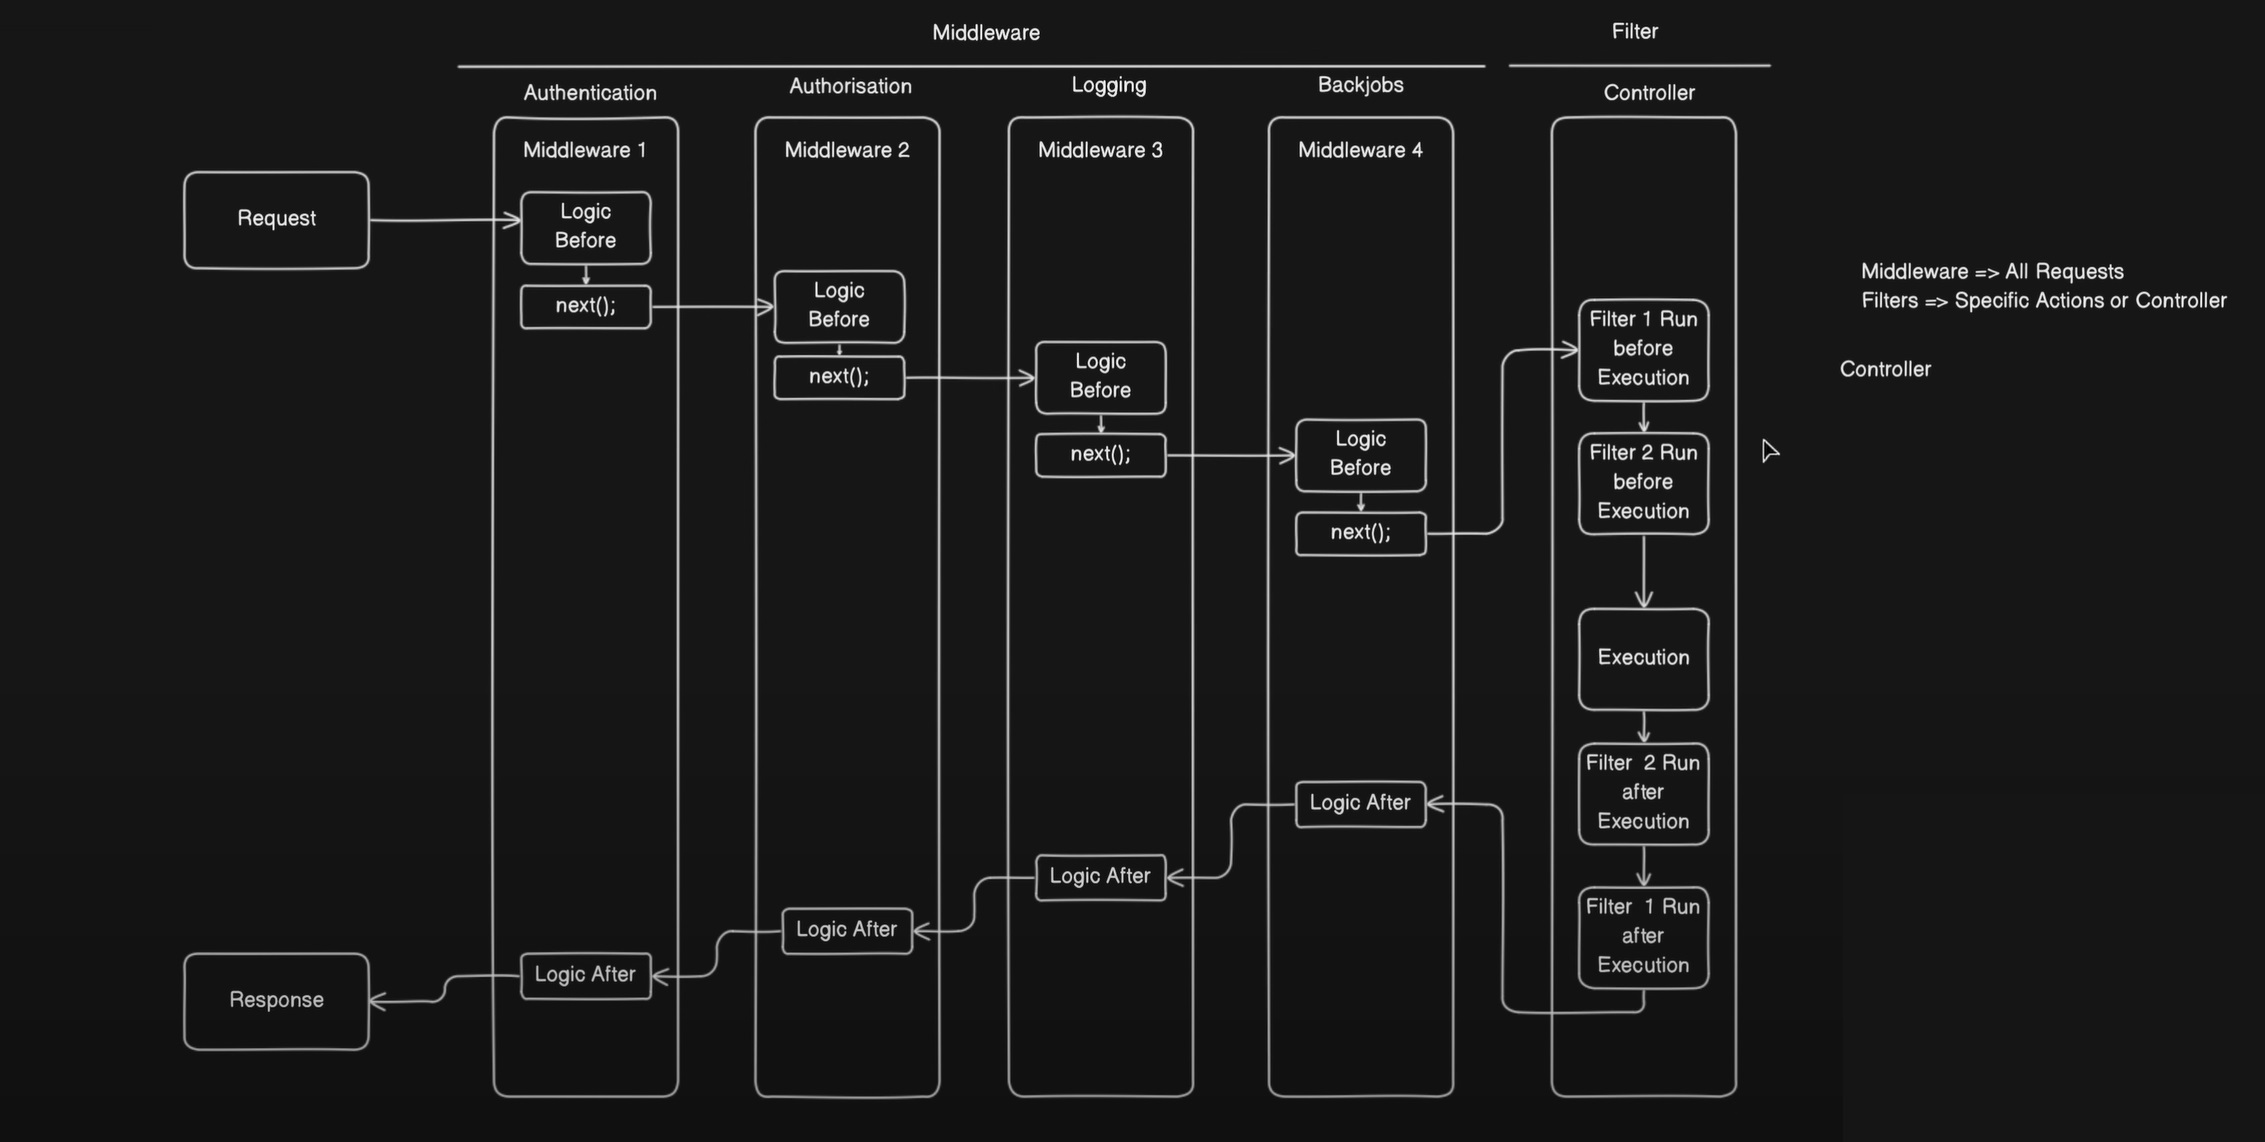 Middleware
Filter
Authentication
Authorisation
Logging
Backjobs
Controller
Middleware 1
Middleware 2
Middleware 3
Middleware 4
Request
Logic
Before
next();
Logic
Before
next();
Logic
Before
next();
Logic
Before
next();
Filter 1 Run
before
Execution
Filter 2 Run
before
Execution
Execution
Filter 2 Run
after
Execution
Filter 1 Run
after
Execution
Logic After
Logic After
Logic After
Logic After
Response
Middleware => All Requests
Filters => Specific Actions or Controller
Controller